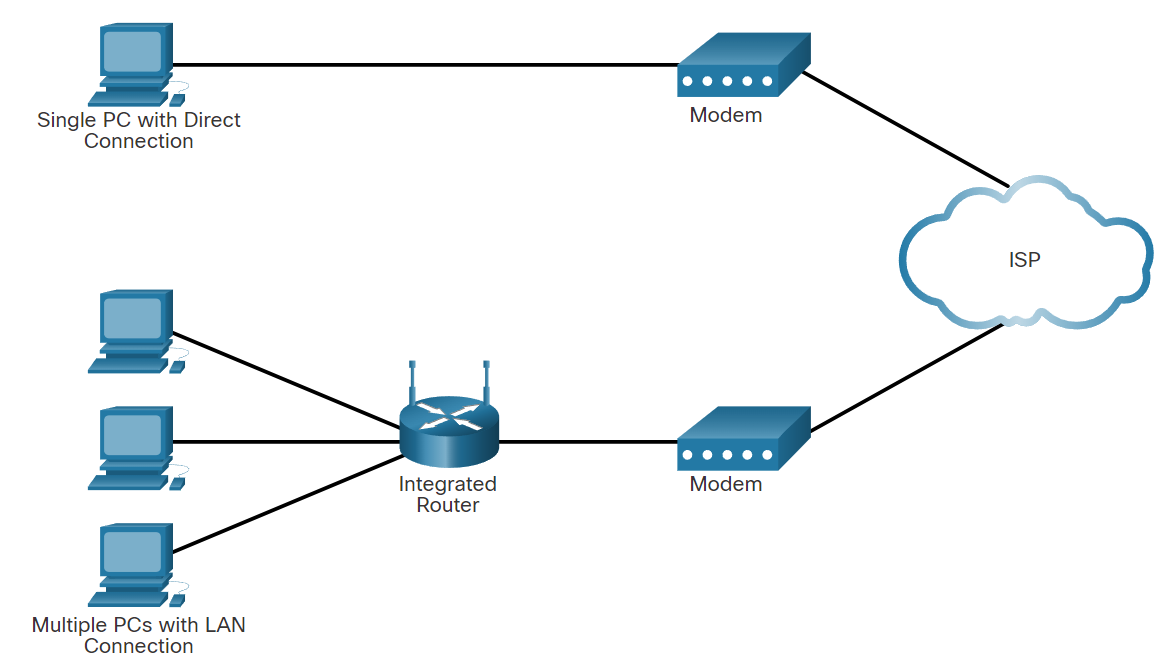 Single PC with Direct
Connection
Modem
ISP
Integrated
Router
Modem
Multiple PCs with LAN
Connection